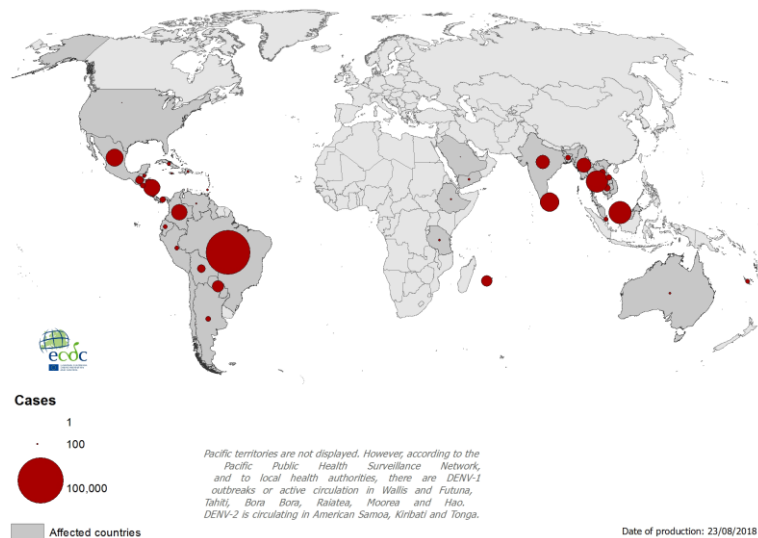 ecdc
Cases
1
100
100,000
Affected countries
Pacific territories are not displayed. However, according to the
Pacific Public Health Surveillance Network,
and to local health authorities, there are DENV-1
outbreaks or active circulation in Wallis and Futuna,
Tahiti, Bora Bora, Raiatea, Moorea and Hao.
DENV-2 is circulating in American Samoa, Kiribati and Tonga.
Date of production: 23/08/2018